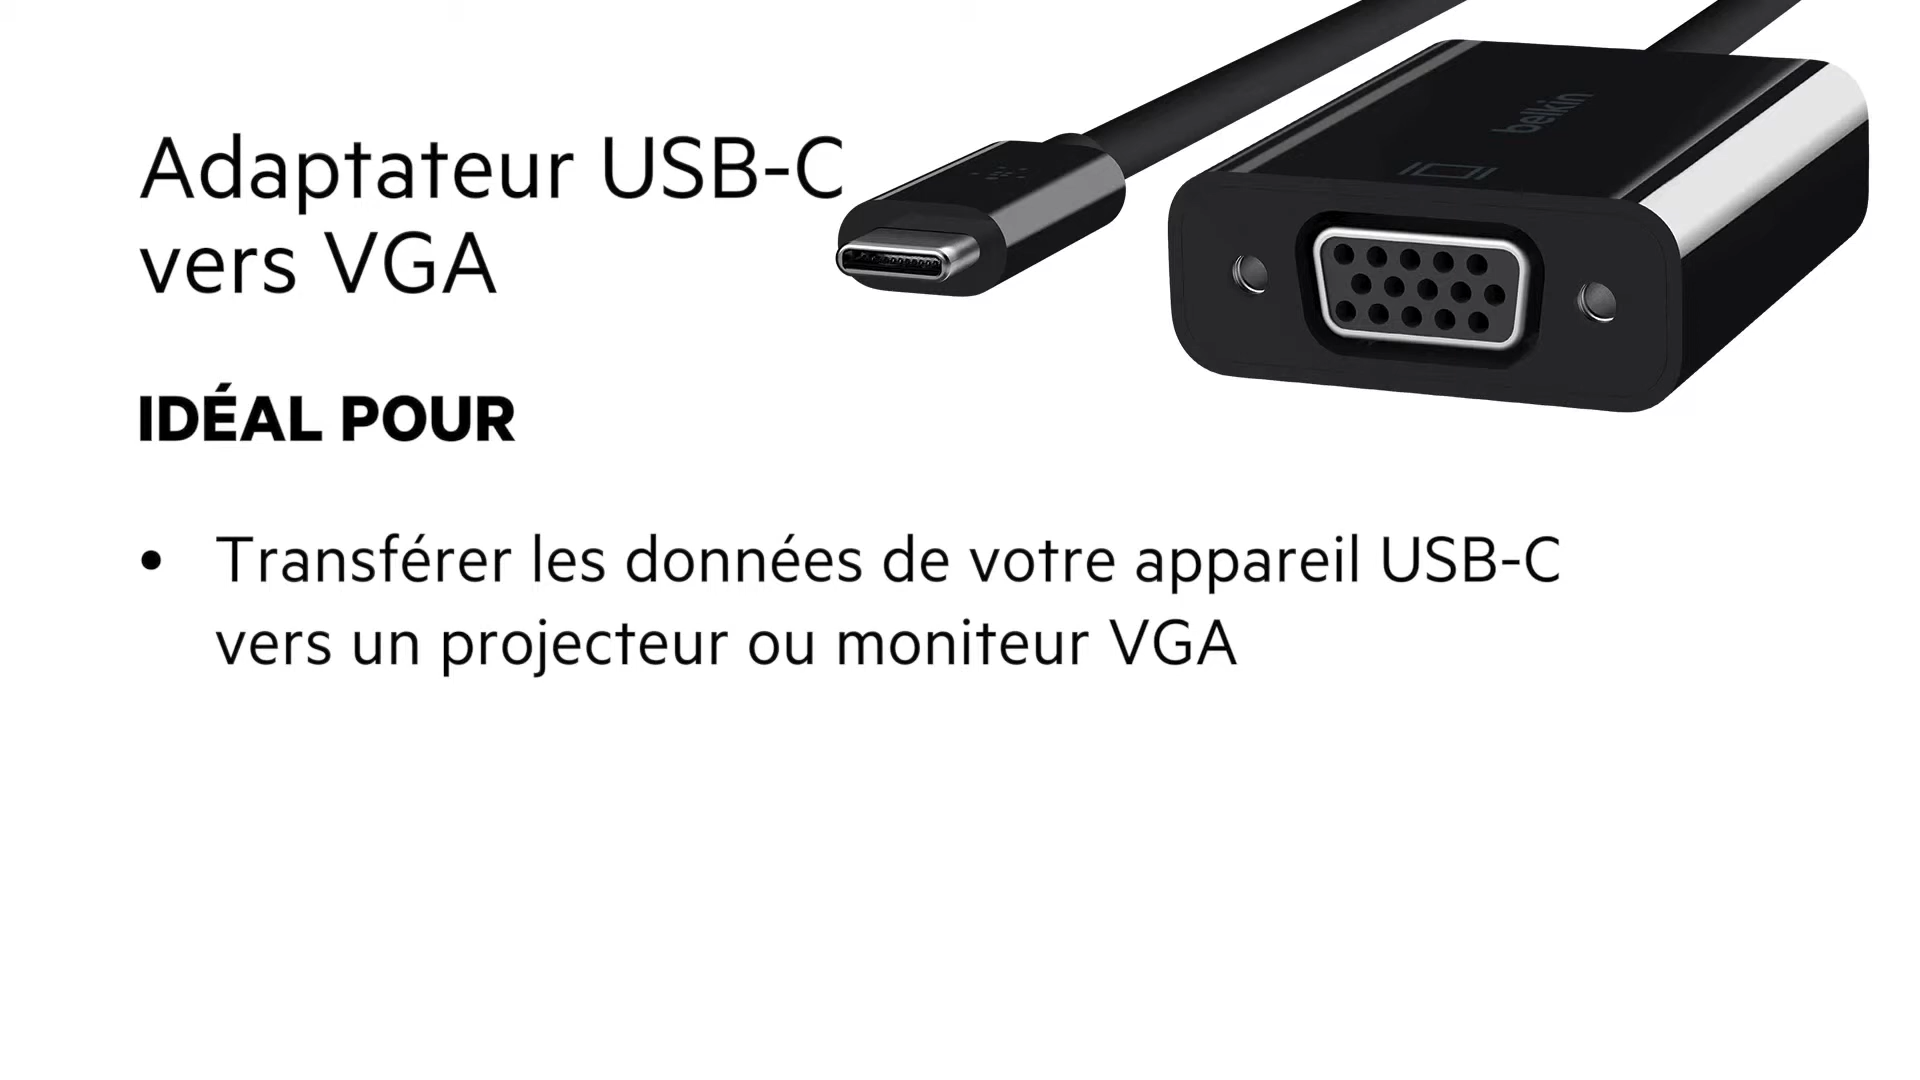 Adaptateur USB-C
vers VGA
belkin
IDÉAL POUR
• Transférer les données de votre appareil USB-C
vers un projecteur ou moniteur VGA